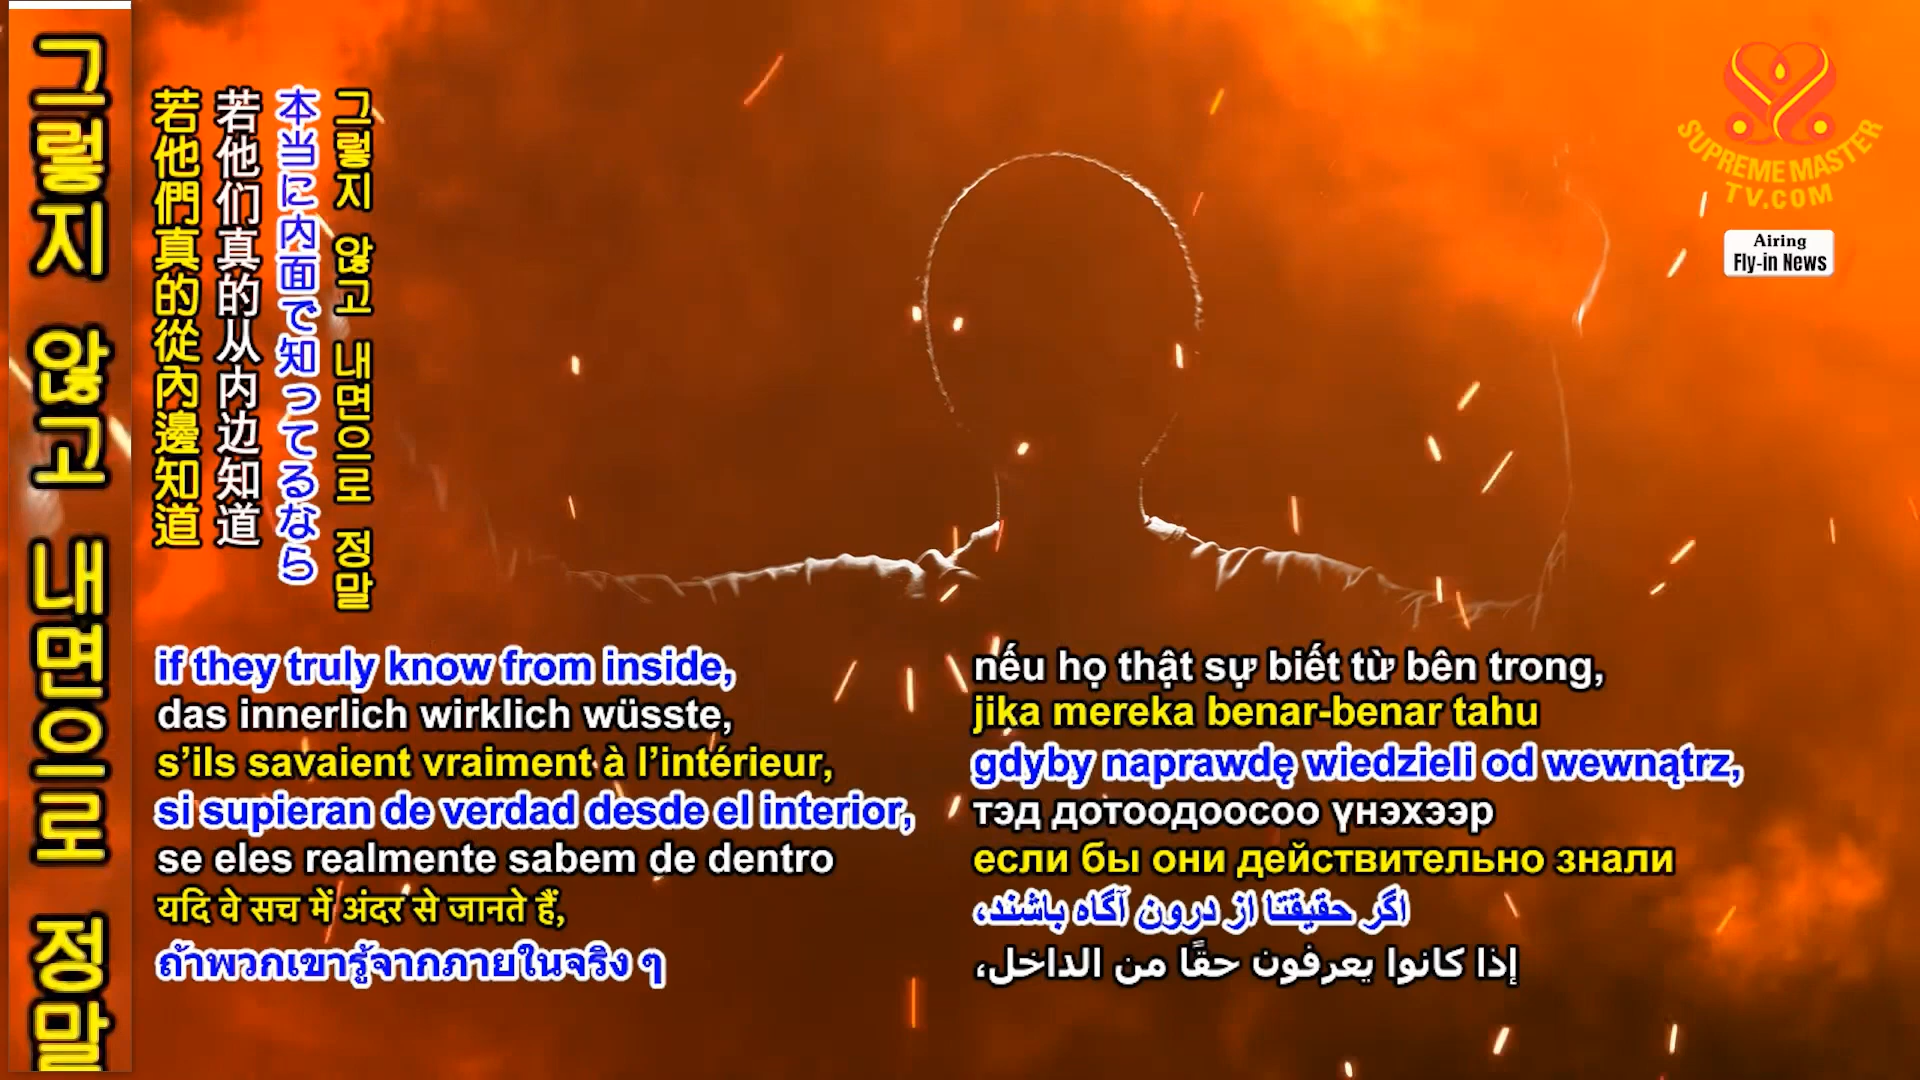 그렇지 않고 내면으로 정말
若他們真的從內邊知道
若他们真的从内边知道
本当に内面で知ってるなら
그렇지 않고 내면으로 정말
SUPREME MASTER
TV.COM
Airing
Fly-in News
if they truly know from inside,
das innerlich wirklich wüsste,
s’ils savaient vraiment à l’intérieur,
si supieran de verdad desde el interior,
se eles realmente sabem de dentro
यदि वे सच में अंदर से जानते हैं,
ถ้าพวกเขารู้จากภายในจริง ๆ
nếu họ thật sự biết từ bên trong,
jika mereka benar-benar tahu
gdyby naprawdę wiedzieli od wewnątrz,
тэд дотоодоосоо үнэхээр
если бы они действительно знали
اگر حقیقتا از درون آگاه باشند،
إذا كانوا يعرفون حقًا من الداخل،